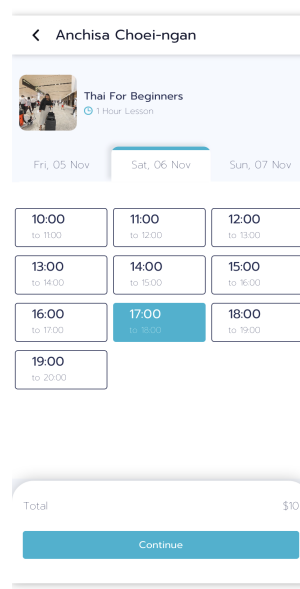 Anchisa Choei-ngan
Thai For Beginners
1 Hour Lesson
Fri, 05 Nov Sat, 06 Nov Sun, 07 Nov
10:00 11:00 12:00
to 11:00 to 12:00 to 13:00
13:00 14:00 15:00
to 14:00 to 15:00 to 16:00
16:00 17:00 18:00
to 17:00 to 18:00 to 19:00
19:00
to 20:00
Total $10
Continue